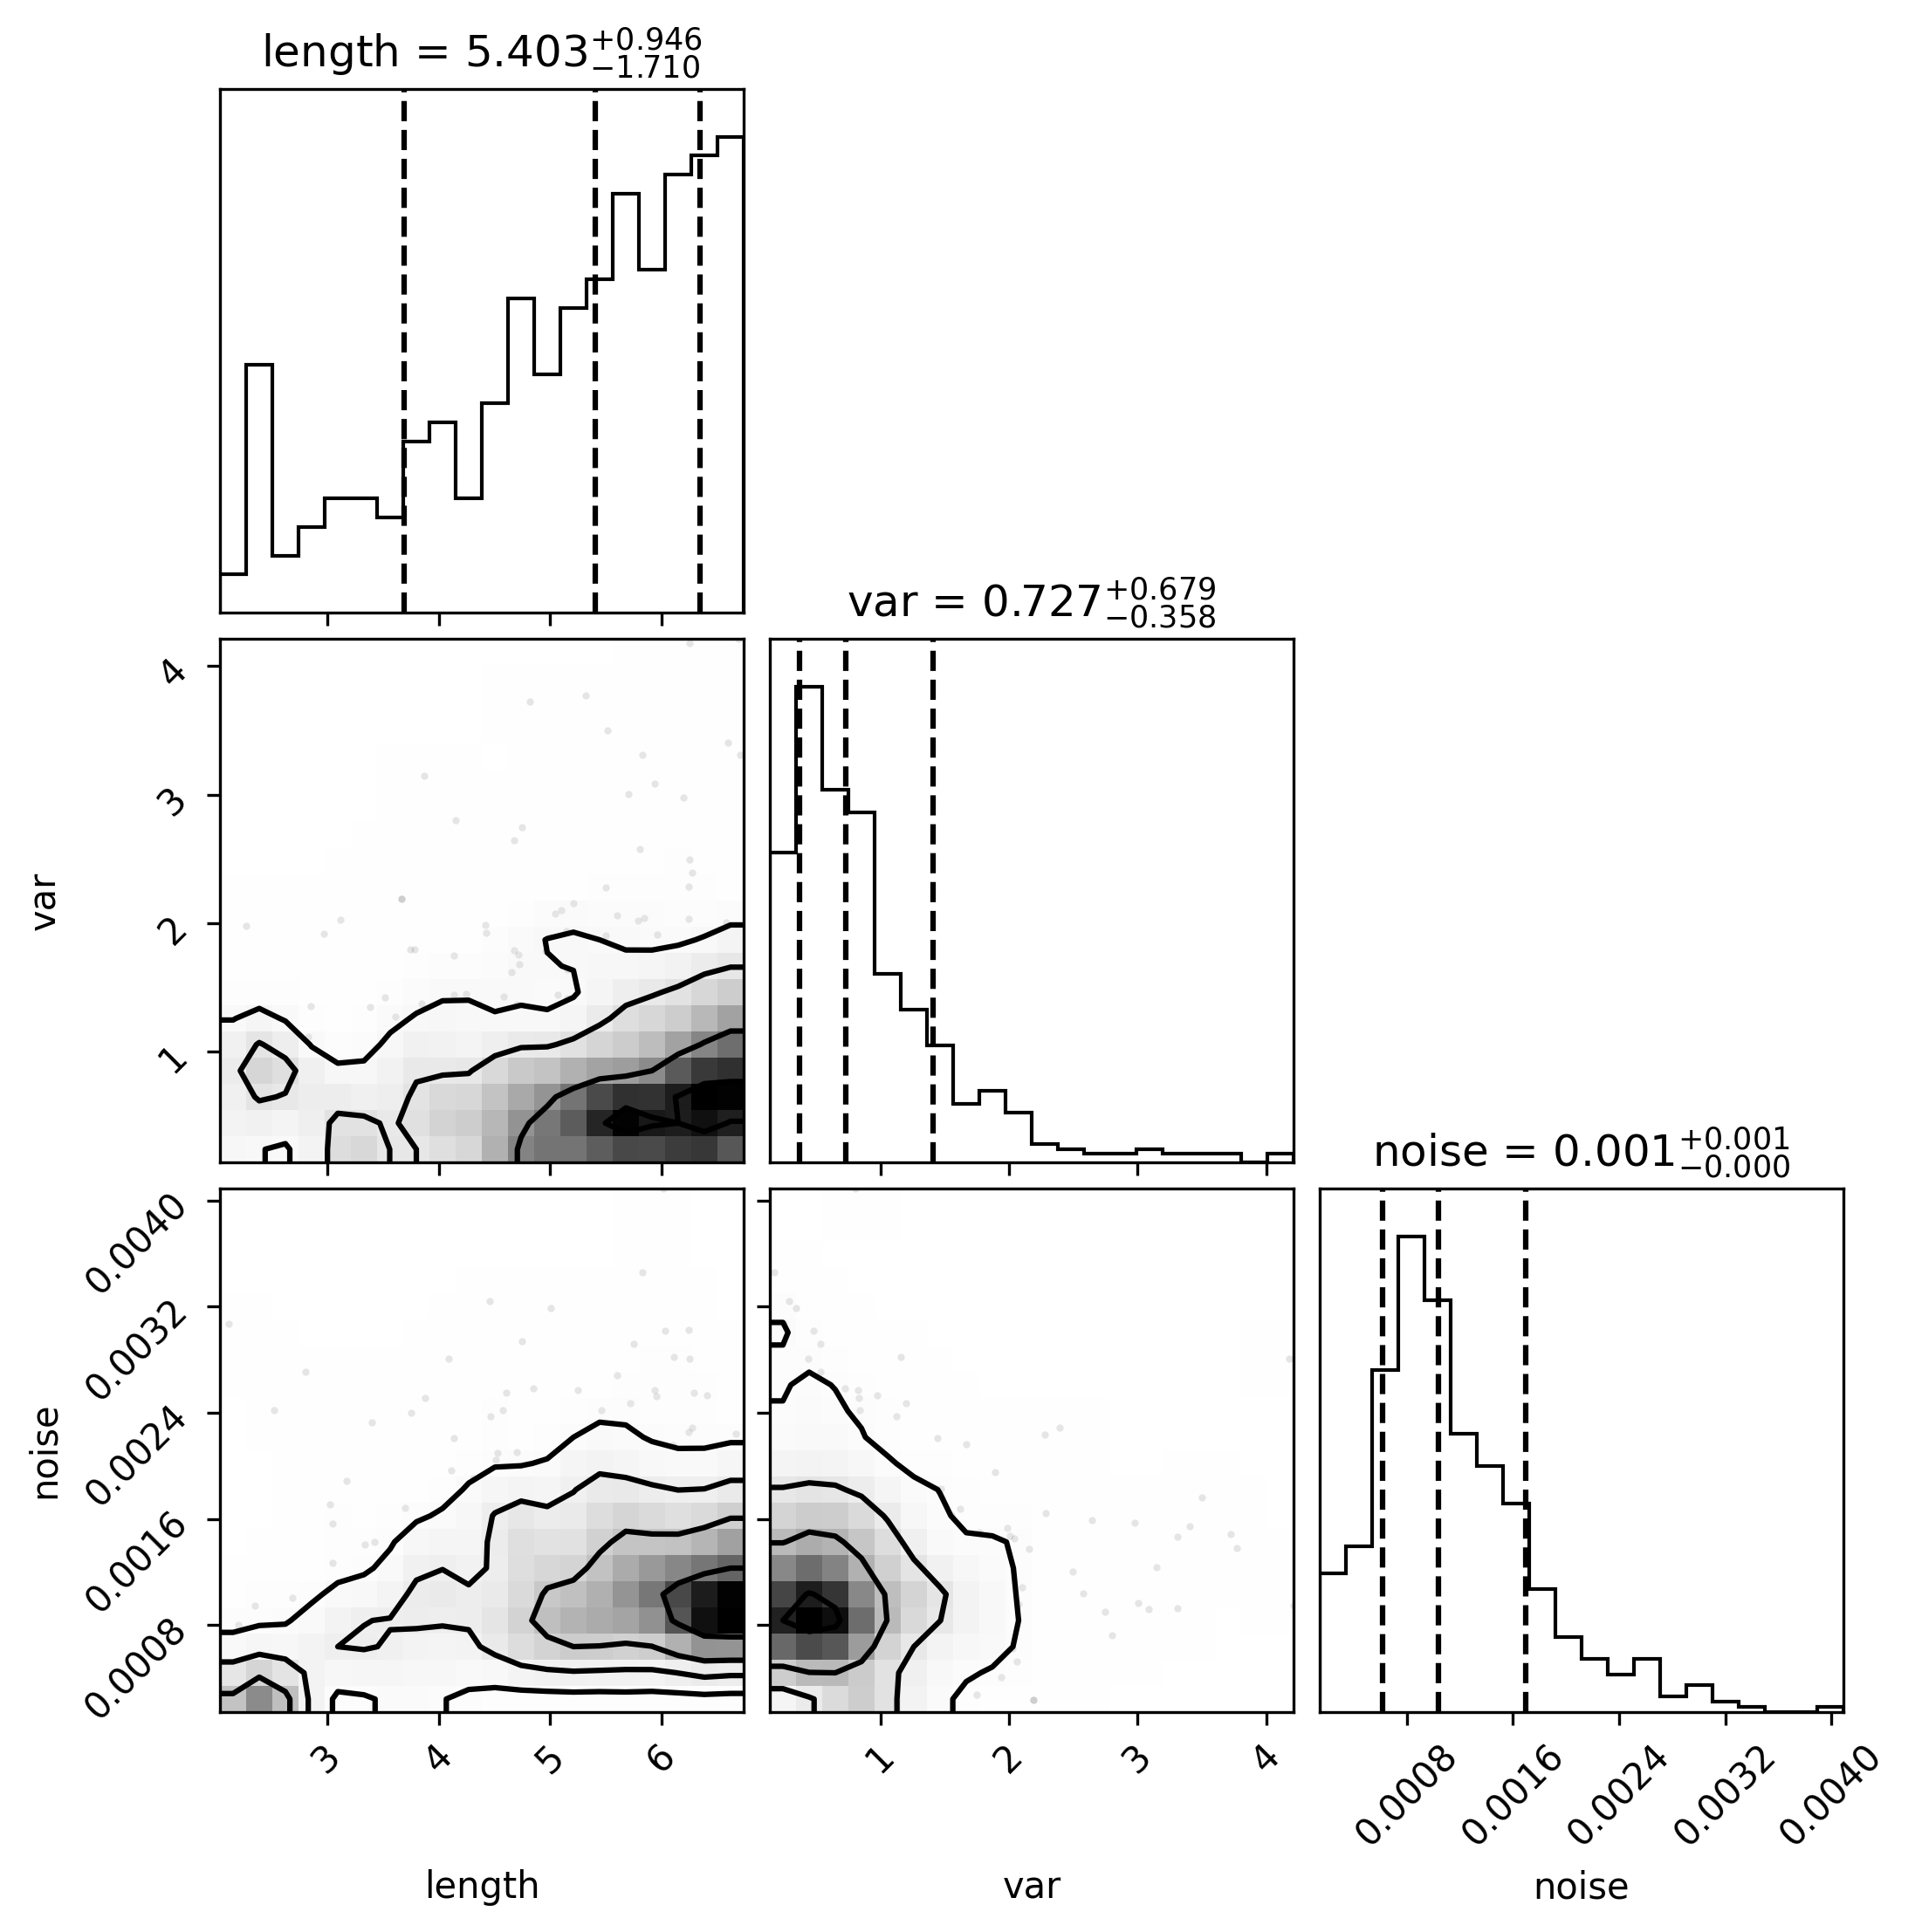 length = 5.403 +0.946 −1.710
var = 0.727 +0.679 −0.358
4
3
2
1
var
noise = 0.001 +0.001 −0.000
0.0040
0.0032
0.0024
0.0016
0.0008
noise
3 4 5 6 1 2 3 4 0.0008 0.0016 0.0024 0.0032 0.0040
length var noise